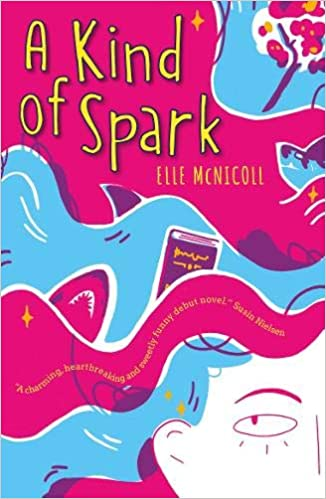 A Kind
of Spark
ELLE McNICOLL
"A charming, heartbreaking and sweetly funny debut novel." Susin Nielsen